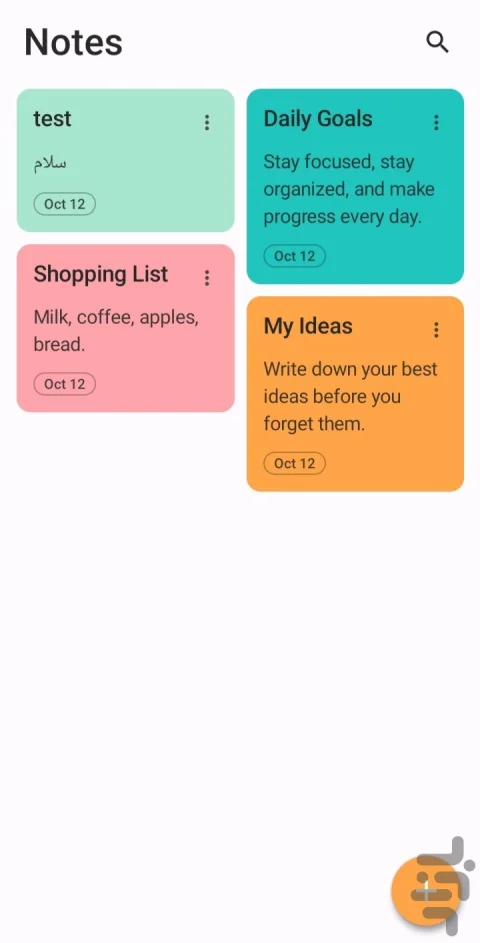 Notes
test
سلام
Oct 12
Daily Goals
Stay focused, stay
organized, and make
progress every day.
Oct 12
Shopping List
Milk, coffee, apples,
bread.
Oct 12
My Ideas
Write down your best
ideas before you
forget them.
Oct 12